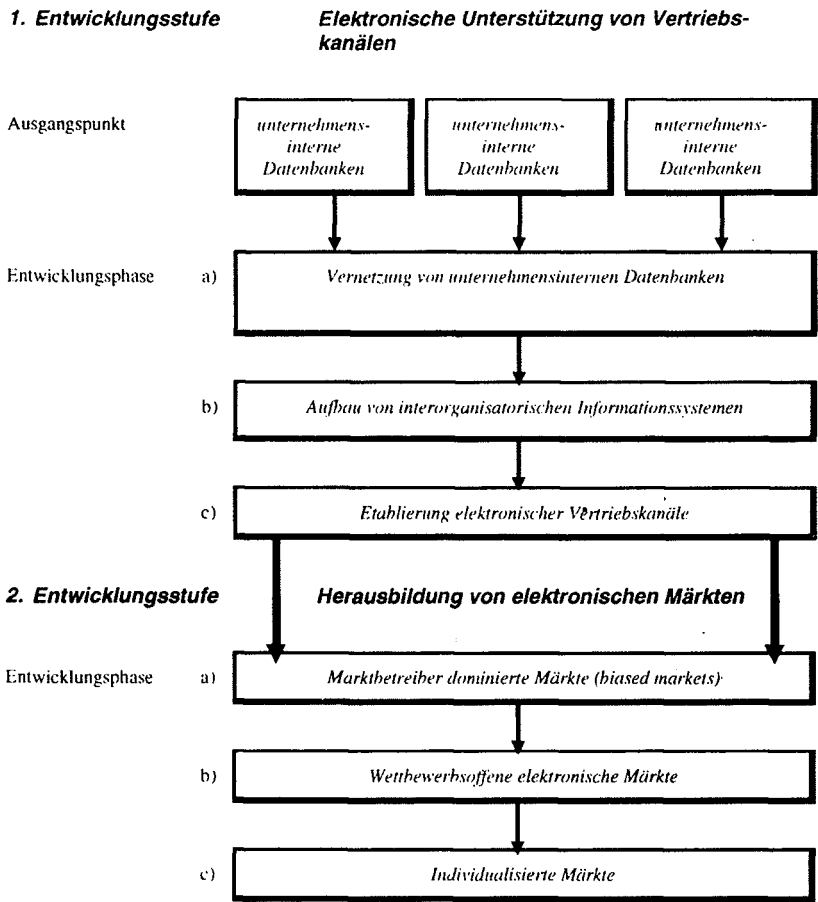 1. Entwicklungsstufe Elektronische Unterstützung von Vertriebs-
kanälen
Ausgangspunkt
unternehmens-
interne
Datenbanken
unternehmens-
interne
Datenbanken
unternehmens-
interne
Datenbanken
Entwicklungsphase a) Vernetzung von unternehmensinternen Datenbanken
b) Aufbau von interorganisatorischen Informationssystemen
c) Etablierung elektronischer Vertriebskanäle
2. Entwicklungsstufe Herausbildung von elektronischen Märkten
Entwicklungsphase a) Marktbetreiber dominierte Märkte (biased markets)
b) Wettbewerbsoffene elektronische Märkte
c) Individualisierte Märkte